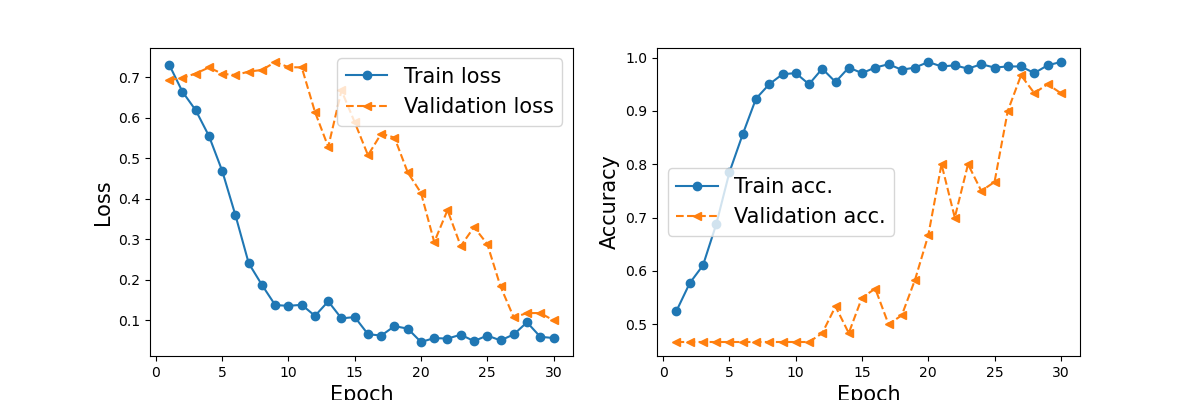 Loss
0.7
0.6
0.5
0.4
0.3
0.2
0.1
Train loss
Validation loss
0 5 10 15 20 25 30
Epoch
Accuracy
1.0
0.9
0.8
0.7
0.6
0.5
Train acc.
Validation acc.
0 5 10 15 20 25 30
Epoch